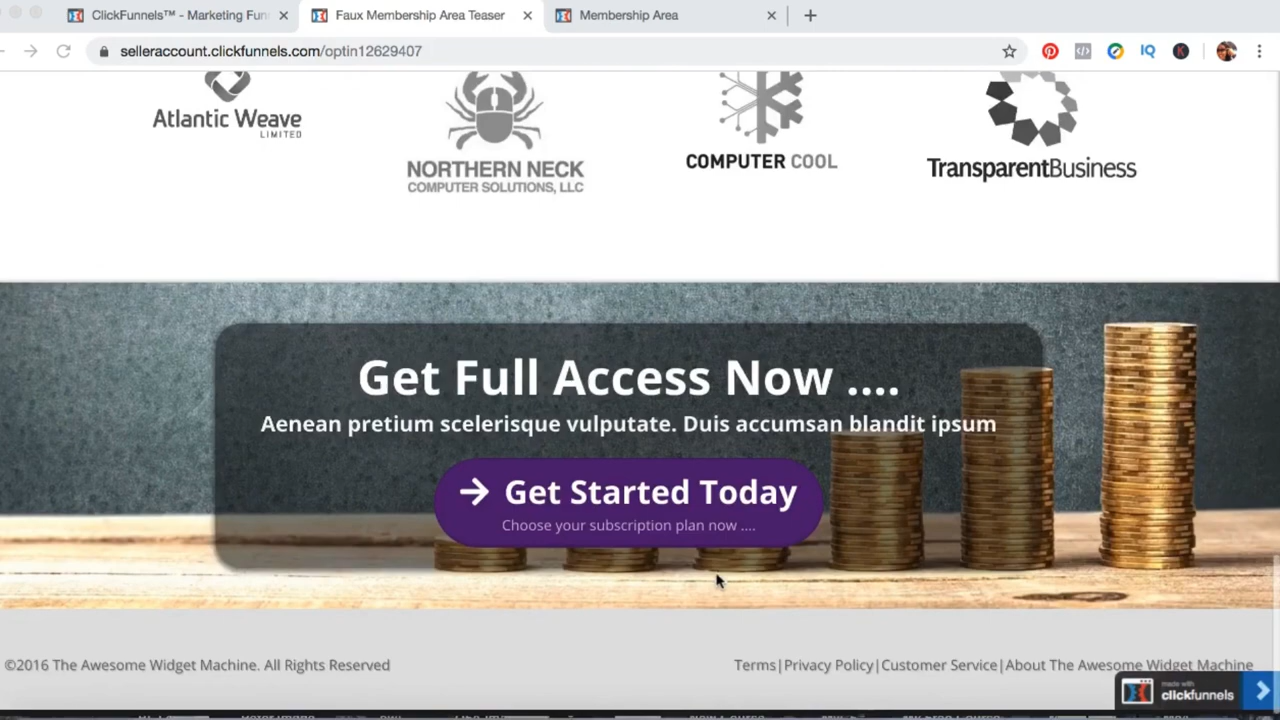 ClickFunnels™ - Marketing Fun
Faux Membership Area Teaser
Membership Area
selleraccount.clickfunnels.com/optin12629407
IQ
K
Atlantic Weave
LIMITED
NORTHERN NECK
COMPUTER SOLUTIONS, LLC
COMPUTER COOL
TransparentBusiness
Get Full Access Now ....
Aenean pretium scelerisque vulputate. Duis accumsan blandit ipsum
Get Started Today
Choose your subscription plan now ....
©2016 The Awesome Widget Machine. All Rights Reserved
Terms|Privacy Policy|Customer Service|About The Awesome Widget Machine
made with
clickfunnels